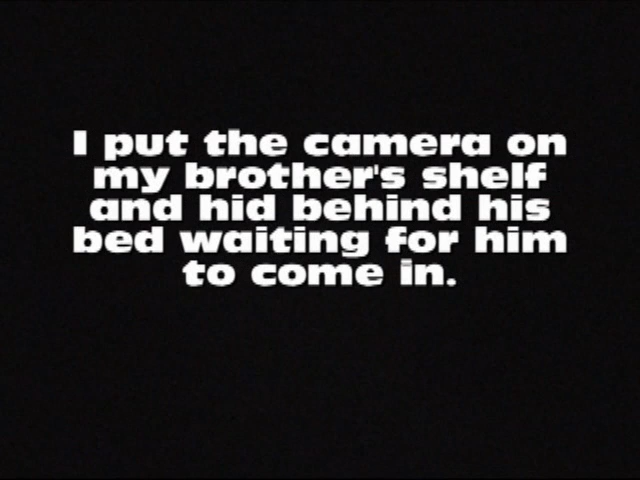 I put the camera on
my brother's shelf
and hid behind his
bed waiting for him
to come in.